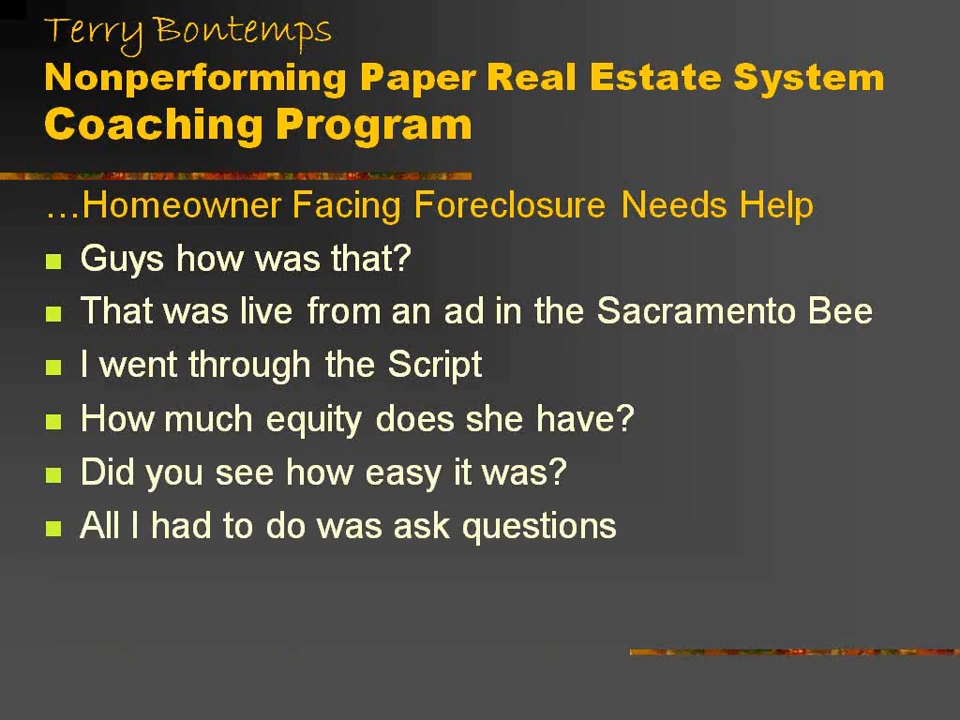 Terry Bontemps
Nonperforming Paper Real Estate System
Coaching Program
...Homeowner Facing Foreclosure Needs Help
Guys how was that?
That was live from an ad in the Sacramento Bee
I went through the Script
How much equity does she have?
Did you see how easy it was?
All I had to do was ask questions